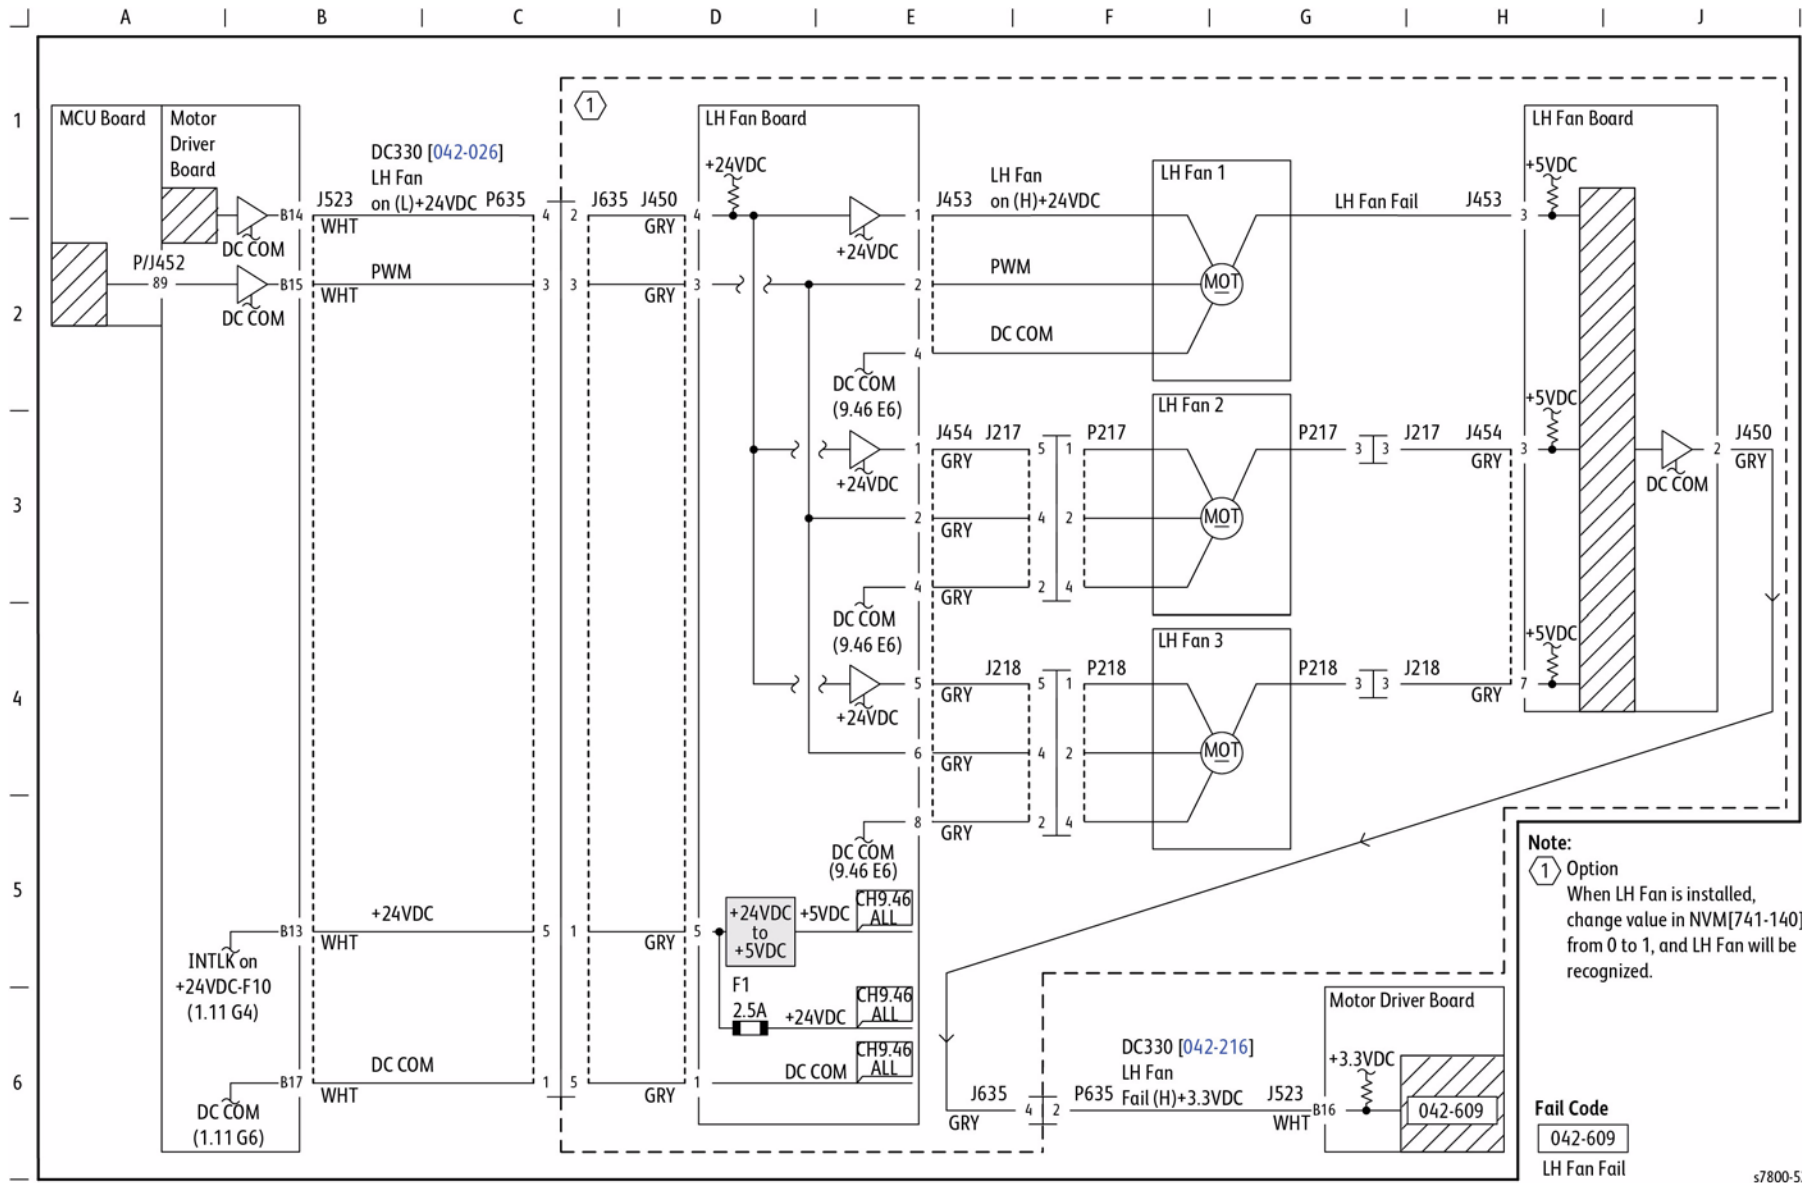 A B C D E F G H J
1
2
3
4
5
6
1
MCU Board
Motor
Driver
Board
P/J452
89
DC COM
DC COM
B14
B15
J523
WHT
WHT
DC330 [042-026]
LH Fan
on (L)+24VDC
P635
PWM
4 2
3 3
J635
J450
GRY
GRY
4
3
LH Fan Board
+24VDC
+24VDC
1
2
4
DC COM
(9.46 E6)
J453
LH Fan
on (H)+24VDC
PWM
DC COM
LH Fan 1
MOT
LH Fan Fail
J453
3
LH Fan Board
+5VDC
+24VDC
1
2
4
DC COM
(9.46 E6)
J454
GRY
GRY
GRY
J217
5 1
4 2
2 4
P217
LH Fan 2
MOT
P217
3 3
J217
J454
GRY
3
+5VDC
DC COM
2
J450
GRY
+24VDC
5
6
8
DC COM
(9.46 E6)
GRY
GRY
GRY
J218
5 1
4 2
2 4
P218
LH Fan 3
MOT
P218
3 3
J218
GRY
7
+5VDC
INTLK on
+24VDC-F10
(1.11 G4)
B13
WHT
+24VDC
5 1
GRY
5
+24VDC
to
+5VDC
+5VDC
CH9.46
ALL
F1
2.5A
+24VDC
CH9.46
ALL
DC COM
CH9.46
ALL
DC COM
(1.11 G6)
B17
WHT
DC COM
1 5
GRY
1
J635
GRY
4 2
P635
DC330 [042-216]
LH Fan
Fail (H)+3.3VDC
J523
WHT
B16
Motor Driver Board
+3.3VDC
042-609
Note:
1 Option
When LH Fan is installed,
change value in NVM[741-140]
from 0 to 1, and LH Fan will be
recognized.
Fail Code
042-609
LH Fan Fail